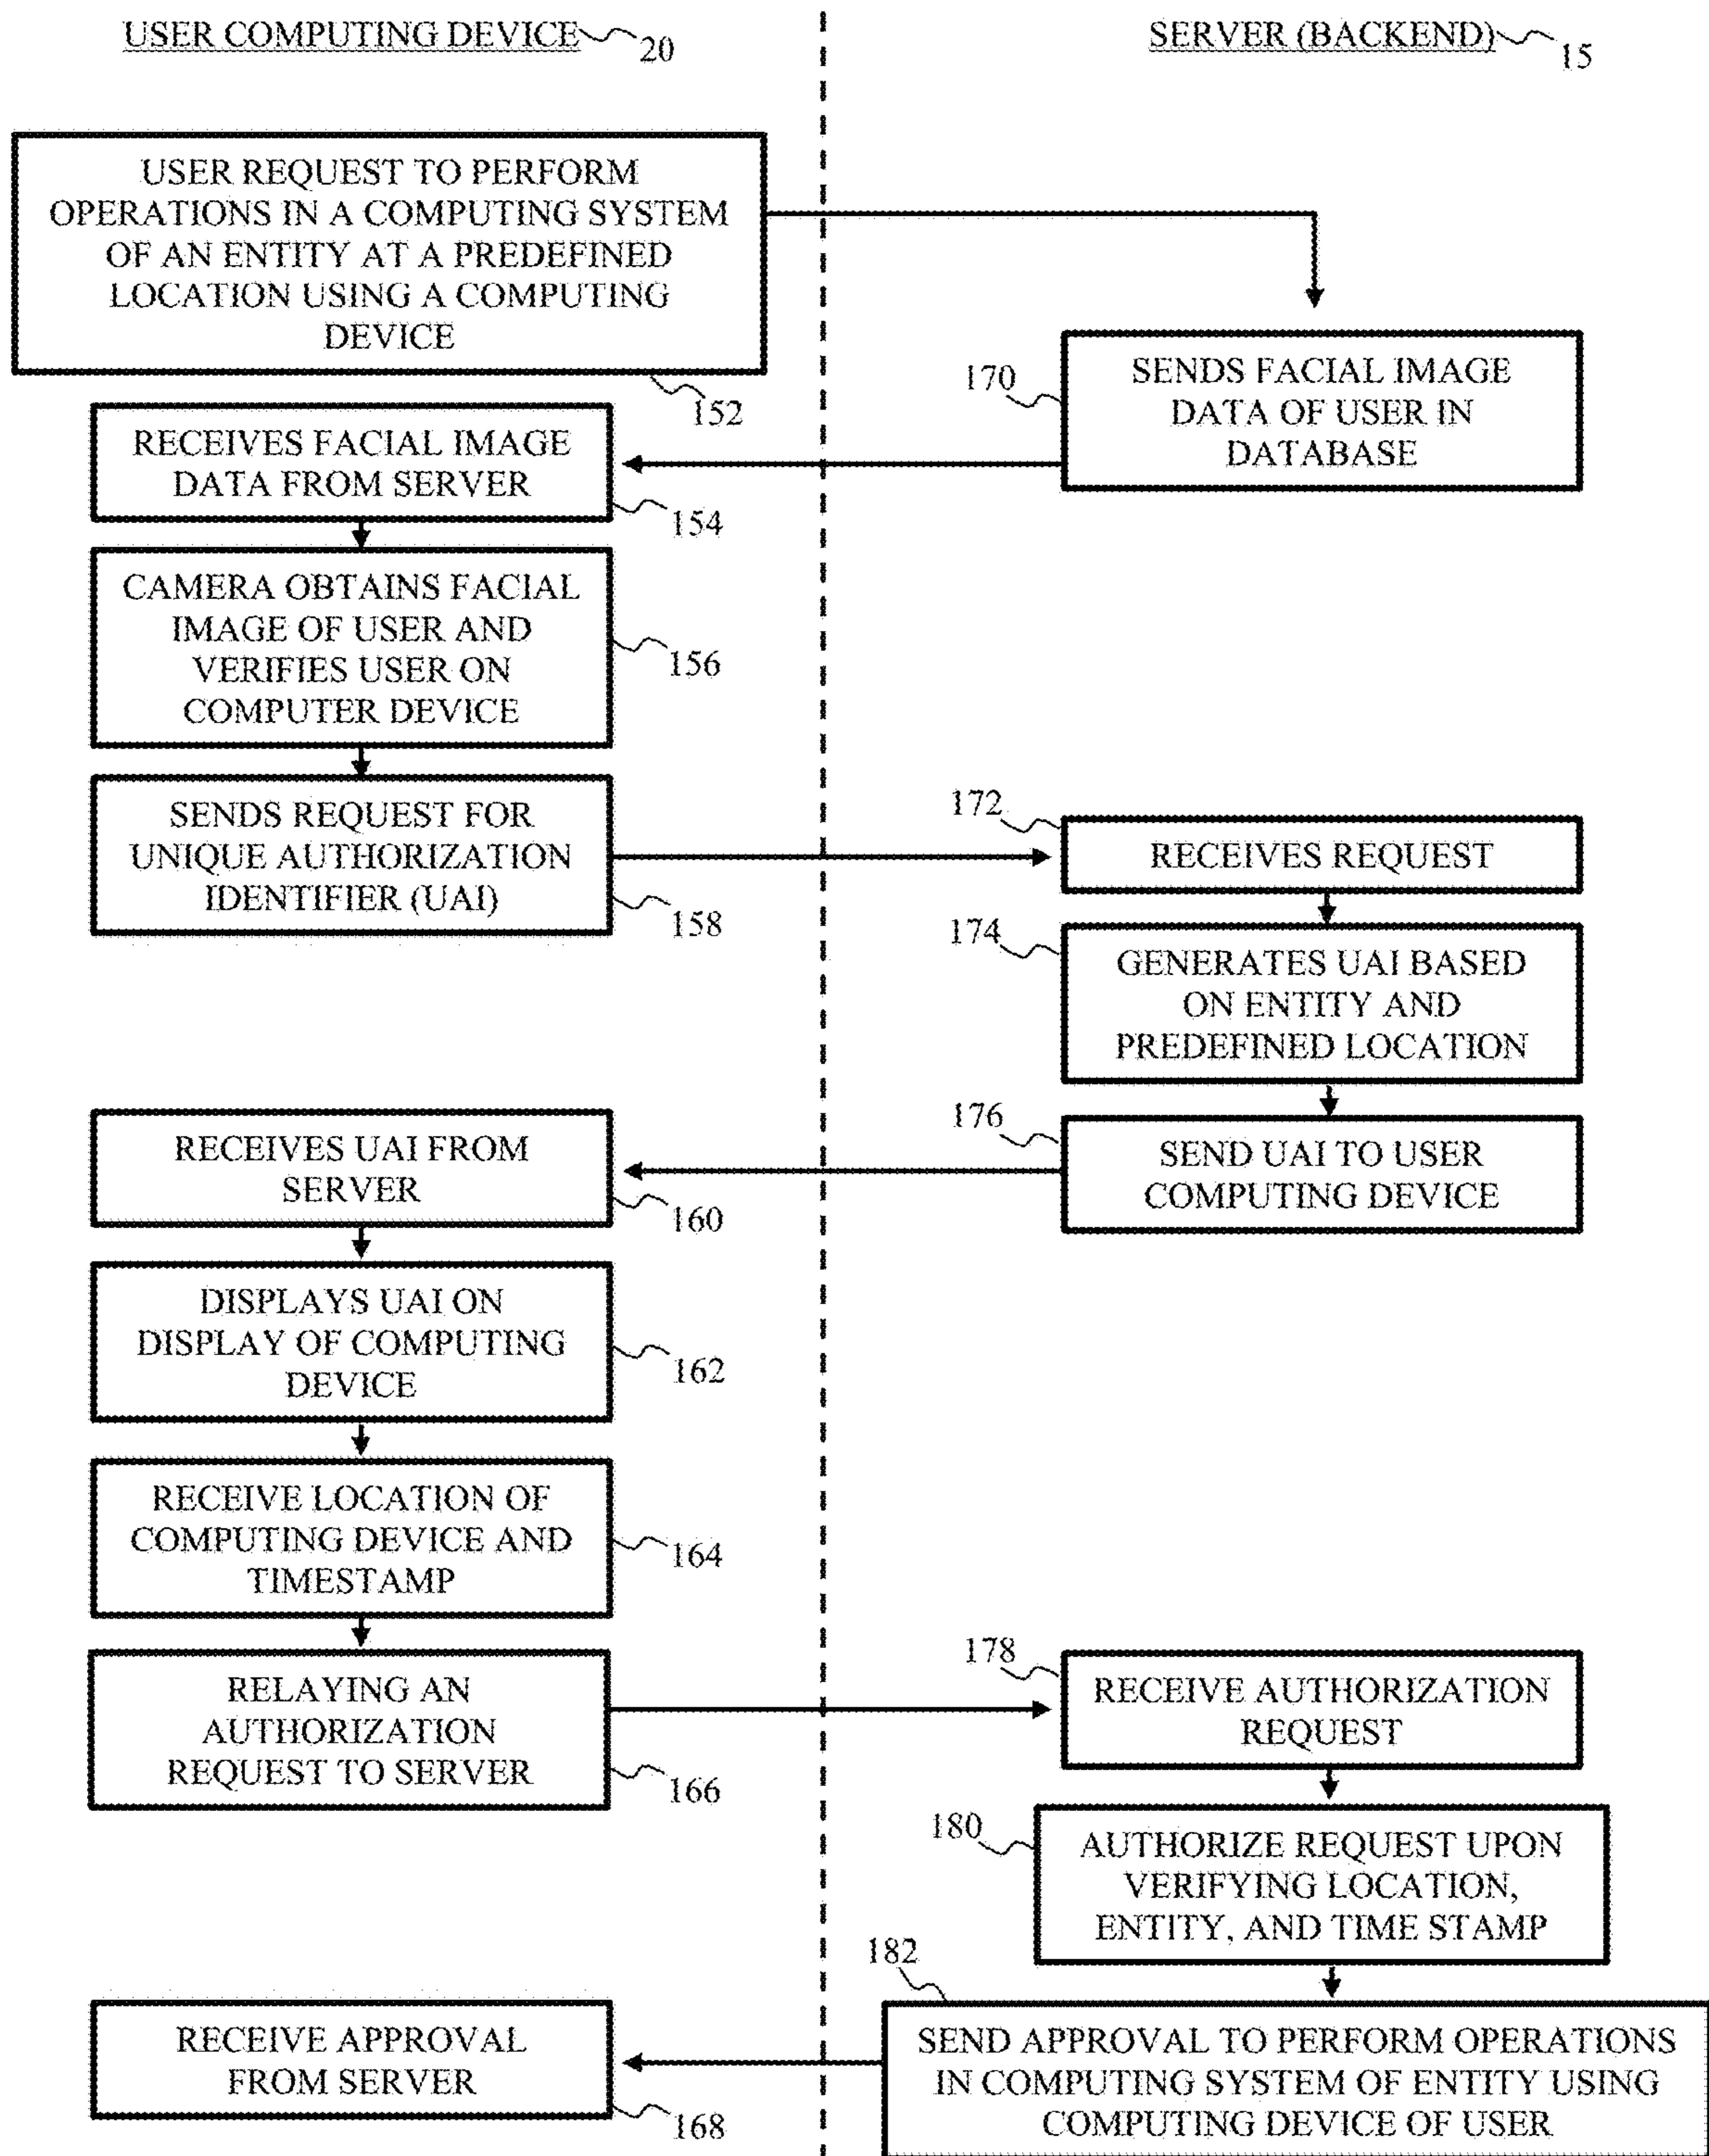 USER COMPUTING DEVICE 20
SERVER (BACKEND) 15
USER REQUEST TO PERFORM
OPERATIONS IN A COMPUTING SYSTEM
OF AN ENTITY AT A PREDEFINED
LOCATION USING A COMPUTING
DEVICE
152
170
SENDS FACIAL IMAGE
DATA OF USER IN
DATABASE
RECEIVES FACIAL IMAGE
DATA FROM SERVER
154
CAMERA OBTAINS FACIAL
IMAGE OF USER AND
VERIFIES USER ON
COMPUTER DEVICE
156
SENDS REQUEST FOR
UNIQUE AUTHORIZATION
IDENTIFIER (UAI)
158
172
RECEIVES REQUEST
174
GENERATES UAI BASED
ON ENTITY AND
PREDEFINED LOCATION
176
SEND UAI TO USER
COMPUTING DEVICE
RECEIVES UAI FROM
SERVER
160
DISPLAYS UAI ON
DISPLAY OF COMPUTING
DEVICE
162
RECEIVE LOCATION OF
COMPUTING DEVICE AND
TIMESTAMP
164
RELAYING AN
AUTHORIZATION
REQUEST TO SERVER
166
178
RECEIVE AUTHORIZATION
REQUEST
180
AUTHORIZE REQUEST UPON
VERIFYING LOCATION,
ENTITY, AND TIME STAMP
182
SEND APPROVAL TO PERFORM OPERATIONS
IN COMPUTING SYSTEM OF ENTITY USING
COMPUTING DEVICE OF USER
RECEIVE APPROVAL
FROM SERVER
168